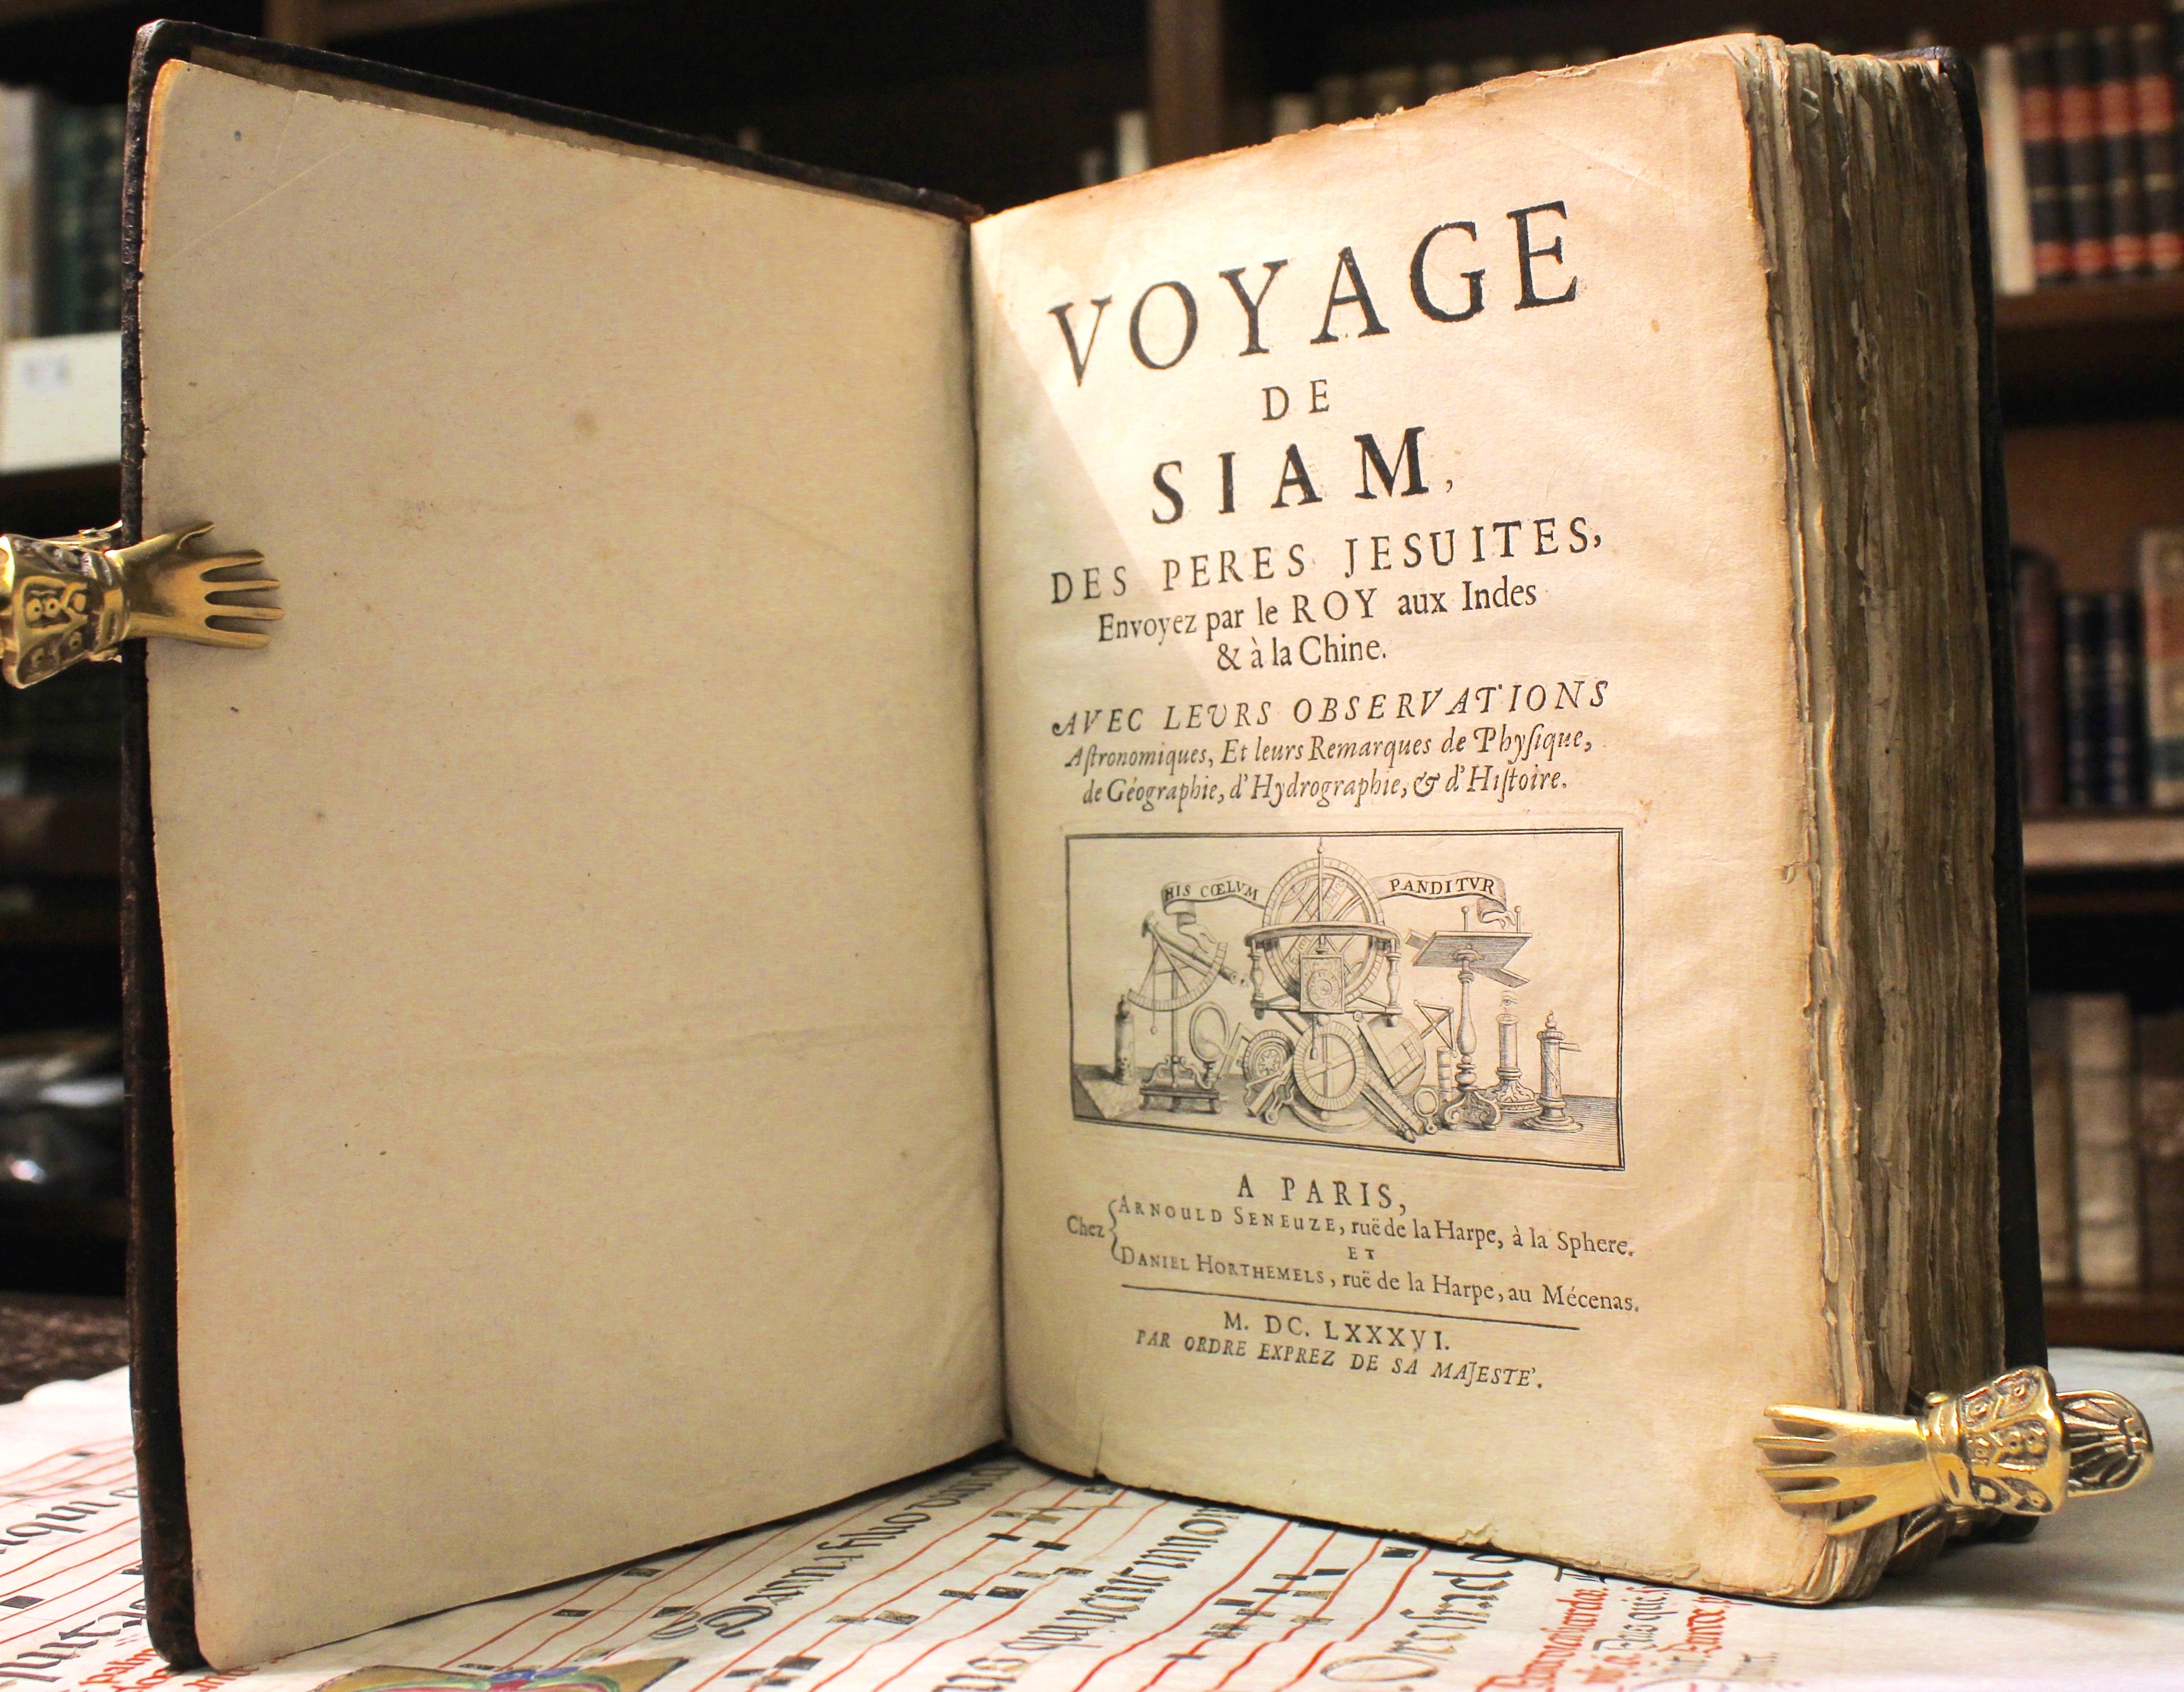 VOYAGE
DE
SIAM,
DES PERES JESUITES,
Envoyez par le ROY aux Indes
& à la Chine.
AVEC LEURS OBSERVATIONS
Aſtronomiques, Et leurs Remarques de Phyſique,
de Géographie, d'Hydrographie, & d'Hiſtoire.
HIS CŒLVM PANDITVR
A PARIS,
Chez
ARNOULD SENEUZE, ruë de la Harpe, à la Sphere.
ET
DANIEL HORTHEMELS, ruë de la Harpe, au Mécenas.
M. DC. LXXXVI.
PAR ORDRE EXPREZ DE SA MAJESTE'.